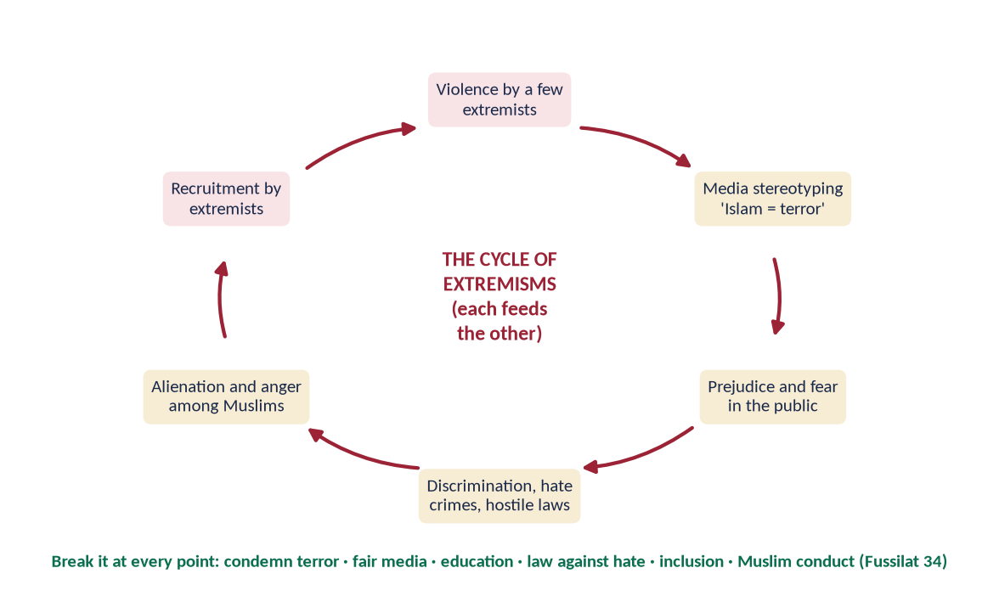 Violence by a few
extremists
Media stereotyping
'Islam = terror'
Prejudice and fear
in the public
Discrimination, hate
crimes, hostile laws
Alienation and anger
among Muslims
Recruitment by
extremists
THE CYCLE OF
EXTREMISMS
(each feeds
the other)
Break it at every point: condemn terror · fair media · education · law against hate · inclusion · Muslim conduct (Fussilat 34)